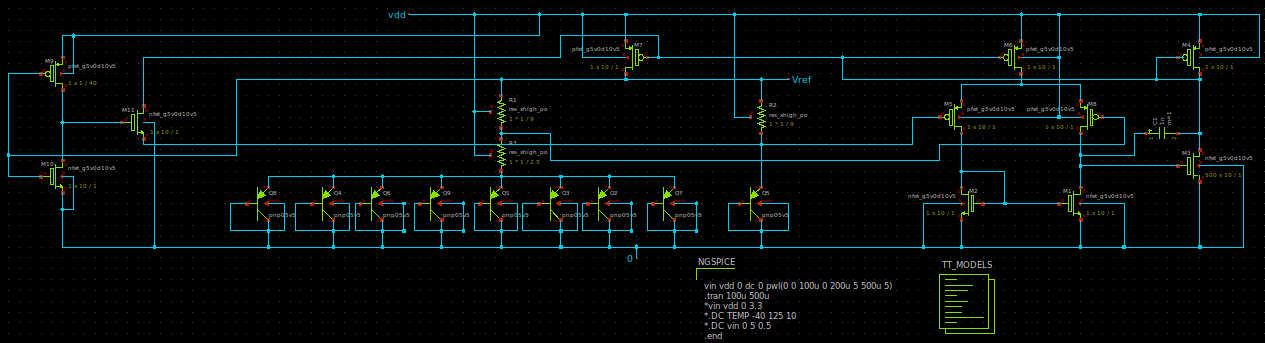 vdd
M9
pfet_g5v0d10v5
1 x 1 / 40
M11
nfet_g5v0d10v5
1 x 10 / 1
M10
nfet_g5v0d10v5
1 x 10 / 1
M7
pfet_g5v0d10v5
1 x 10 / 1
Vref
R1
res_xhigh_po
1 * 1 / 9
R3
res_xhigh_po
1 * 1 / 2.5
R2
res_xhigh_po
1 * 1 / 9
M6
pfet_g5v0d10v5
1 x 10 / 1
M4
pfet_g5v0d10v5
1 x 10 / 1
M5
pfet_g5v0d10v5
1 x 10 / 1
M8
pfet_g5v0d10v5
1 x 10 / 1
C1
1n
m=1
M3
nfet_g5v0d10v5
500 x 10 / 1
Q8
Q4
pnp05v5
Q6
pnp05v5
Q9
pnp05v5
Q1
pnp05v5
Q3
pnp05v5
Q2
pnp05v5
Q7
pnp05v5
Q5
pnp05v5
M2
nfet_g5v0d10v5
1 x 10 / 1
M1
nfet_g5v0d10v5
1 x 10 / 1
0
NGSPICE
vin vdd 0 dc 0 pwl(0 0 100u 0 200u 5 500u 5)
.tran 100u 500u
*vin vdd 0 3.3
*.DC TEMP -40 125 10
*.DC vin 0 5 0.5
.end
TT_MODELS